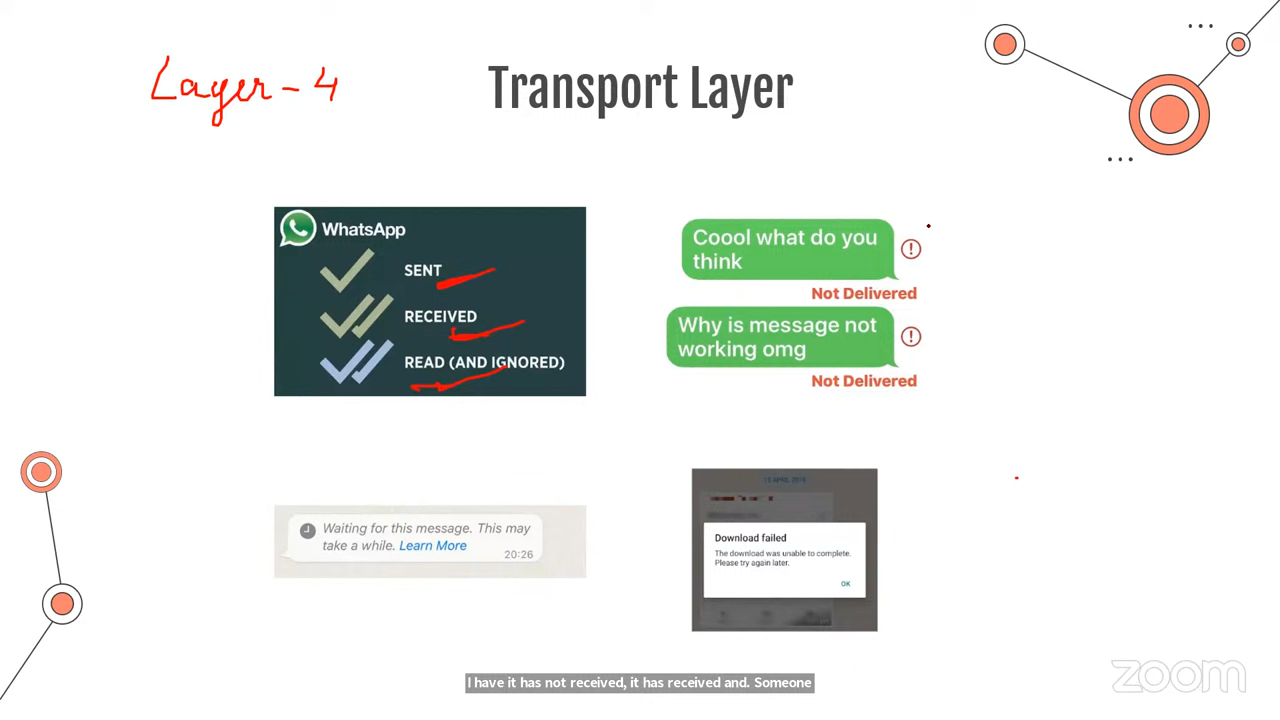 Layer - 4
Transport Layer
WhatsApp
SENT
RECEIVED
READ (AND IGNORED)
Coool what do you
think
Not Delivered
Why is message not
working omg
Not Delivered
Waiting for this message. This may
take a while. Learn More
20:26
Download failed
The download was unable to complete.
Please try again later.
OK
I have it has not received, it has received and. Someone
zoom